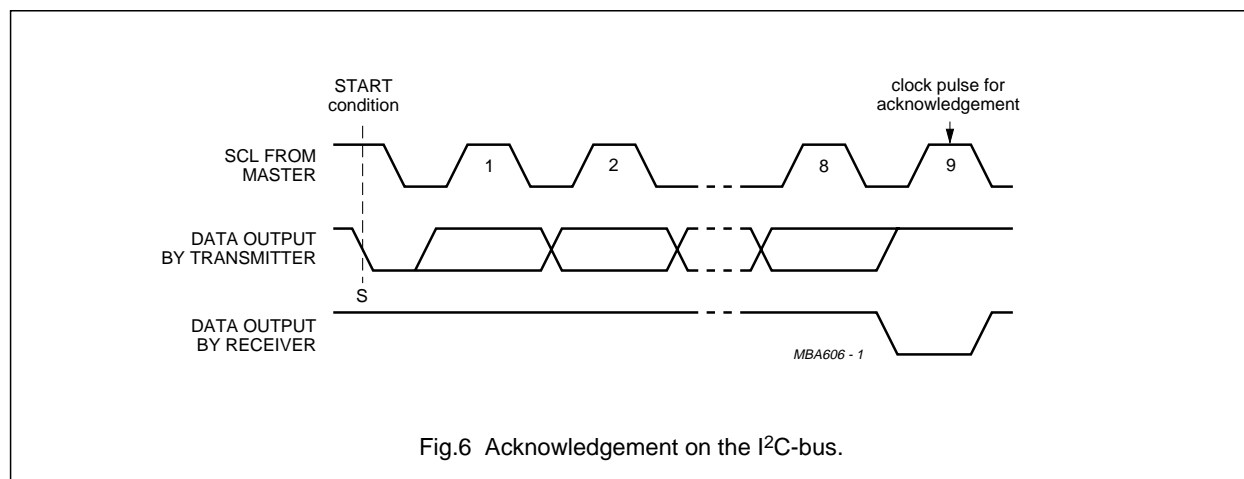 START
condition
clock pulse for
acknowledgement
SCL FROM
MASTER
1
2
8
9
DATA OUTPUT
BY TRANSMITTER
S
DATA OUTPUT
BY RECEIVER
MBA606 - 1
Fig.6 Acknowledgement on the I²C-bus.